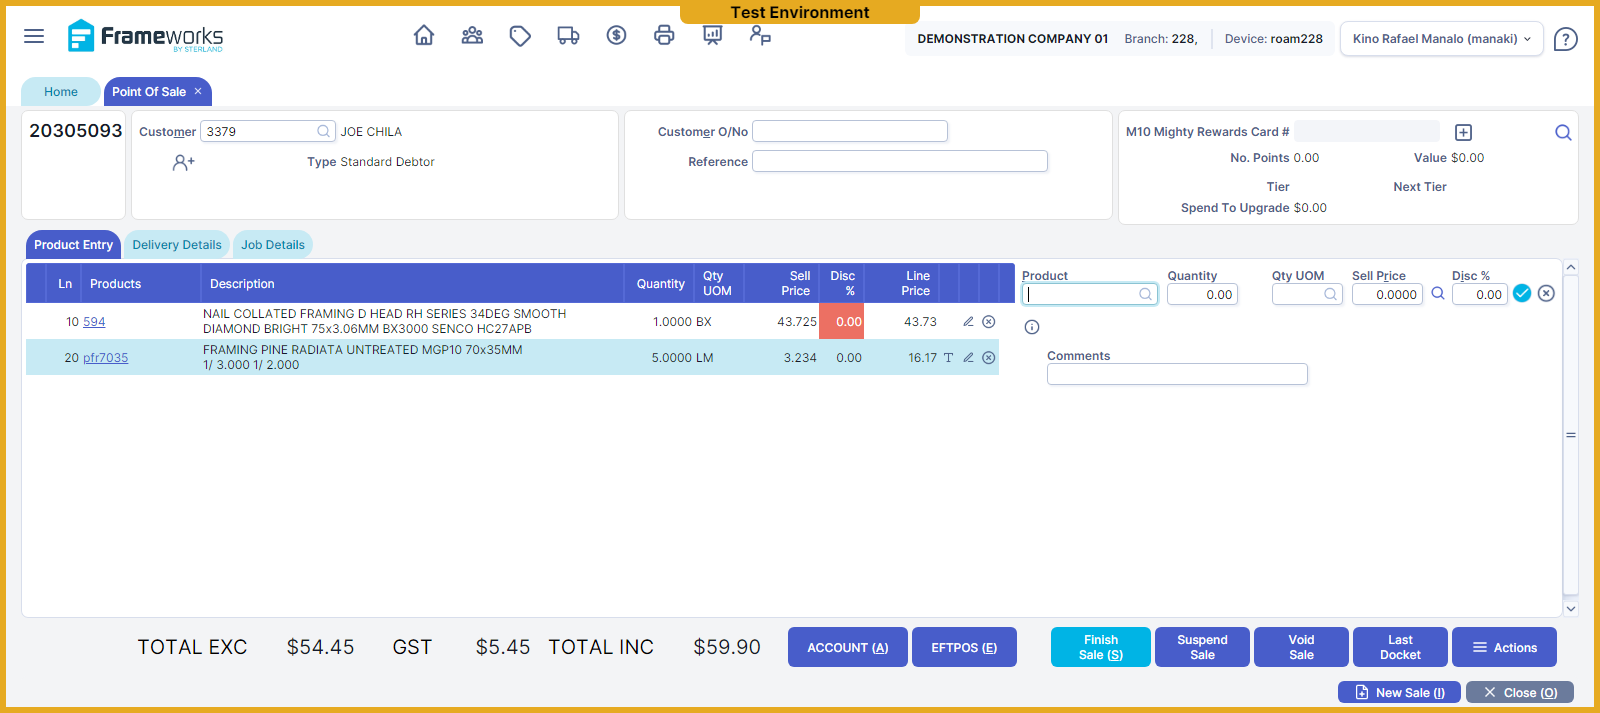 Test Environment
Frameworks
BY STERLAND
DEMONSTRATION COMPANY 01 Branch: 228, Device: roam228 Kino Rafael Manalo (manaki)
Home Point Of Sale
20305093
Customer 3379 JOE CHILA
Type Standard Debtor
Customer O/No
Reference
M10 Mighty Rewards Card #
No. Points 0.00 Value $0.00
Tier Next Tier
Spend To Upgrade $0.00
Product Entry Delivery Details Job Details
Ln Products Description Quantity Qty UOM Sell Price Disc % Line Price
10 594 NAIL COLLATED FRAMING D HEAD RH SERIES 34DEG SMOOTH 1.0000 BX 43.725 0.00 43.73
DIAMOND BRIGHT 75x3.06MM BX3000 SENCO HC27APB
20 pfr7035 FRAMING PINE RADIATA UNTREATED MGP10 70x35MM 5.0000 LM 3.234 0.00 16.17 T
1/ 3.000 1/ 2.000
Product Quantity Qty UOM Sell Price Disc %
0.00 0.0000 0.00
Comments
TOTAL EXC $54.45 GST $5.45 TOTAL INC $59.90
ACCOUNT (A) EFTPOS (E)
Finish Sale (S)
Suspend Sale
Void Sale
Last Docket
Actions
New Sale (I) Close (O)